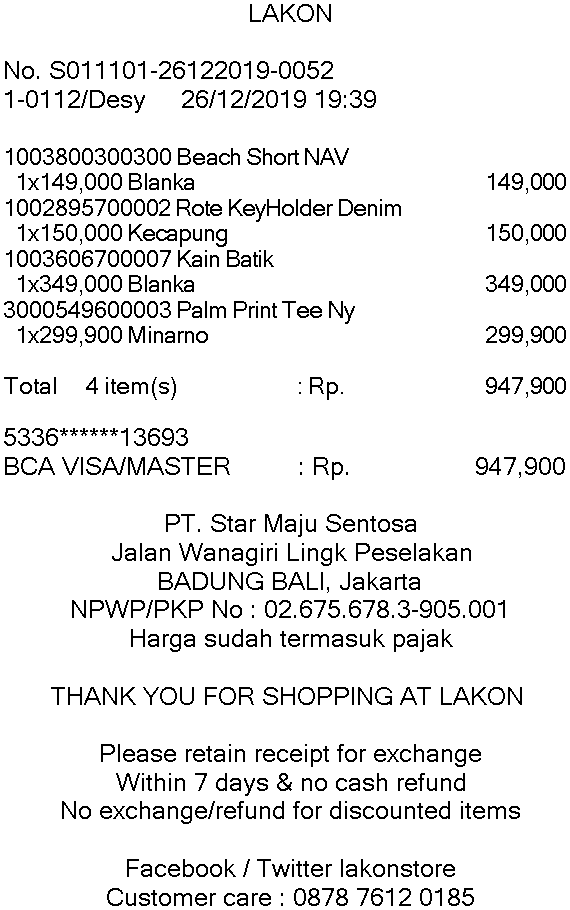 LAKON
No. S011101-26122019-0052
1-0112/Desy 26/12/2019 19:39
1003800300300 Beach Short NAV
1x149,000 Blanka 149,000
1002895700002 Rote KeyHolder Denim
1x150,000 Kecapung 150,000
1003606700007 Kain Batik
1x349,000 Blanka 349,000
3000549600003 Palm Print Tee Ny
1x299,900 Minarno 299,900
Total 4 item(s) : Rp. 947,900
5336******13693
BCA VISA/MASTER : Rp. 947,900
PT. Star Maju Sentosa
Jalan Wanagiri Lingk Peselakan
BADUNG BALI, Jakarta
NPWP/PKP No : 02.675.678.3-905.001
Harga sudah termasuk pajak
THANK YOU FOR SHOPPING AT LAKON
Please retain receipt for exchange
Within 7 days & no cash refund
No exchange/refund for discounted items
Facebook / Twitter lakonstore
Customer care : 0878 7612 0185